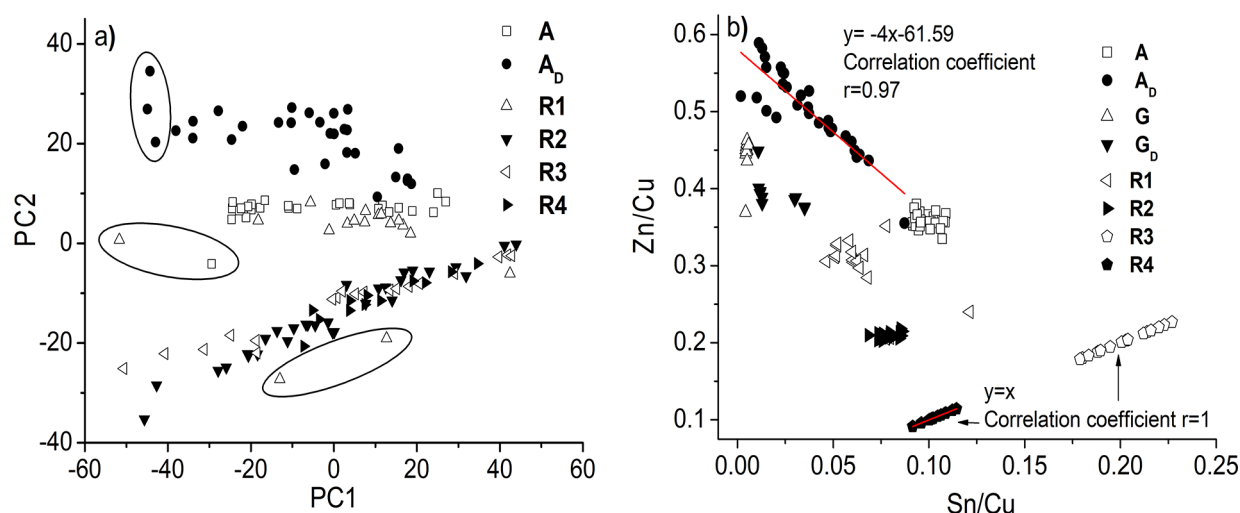 a)
40
20
0
-20
-40
PC2
-60
-40
-20
0
20
40
60
PC1
A
A_D
R1
R2
R3
R4
b)
0.6
0.5
0.4
0.3
0.2
0.1
Zn/Cu
0.00
0.05
0.10
0.15
0.20
0.25
Sn/Cu
y= -4x-61.59
Correlation coefficient
r=0.97
A
A_D
G
G_D
R1
R2
R3
R4
y=x
Correlation coefficient r=1